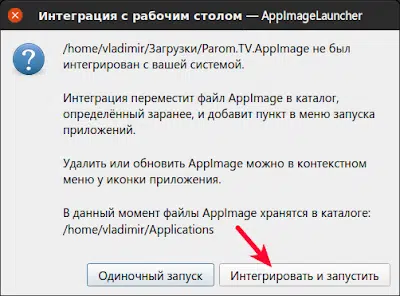 Интеграция с рабочим столом — AppImageLauncher
/home/vladimir/Загрузки/Parom.TV.AppImage не был
интегрирован с вашей системой.
Интеграция переместит файл AppImage в каталог,
определённый заранее, и добавит пункт в меню запуска
приложений.
Удалить или обновить AppImage можно в контекстном
меню у иконки приложения.
В данный момент файлы AppImage хранятся в каталоге:
/home/vladimir/Applications
Одиночный запуск
Интегрировать и запустить